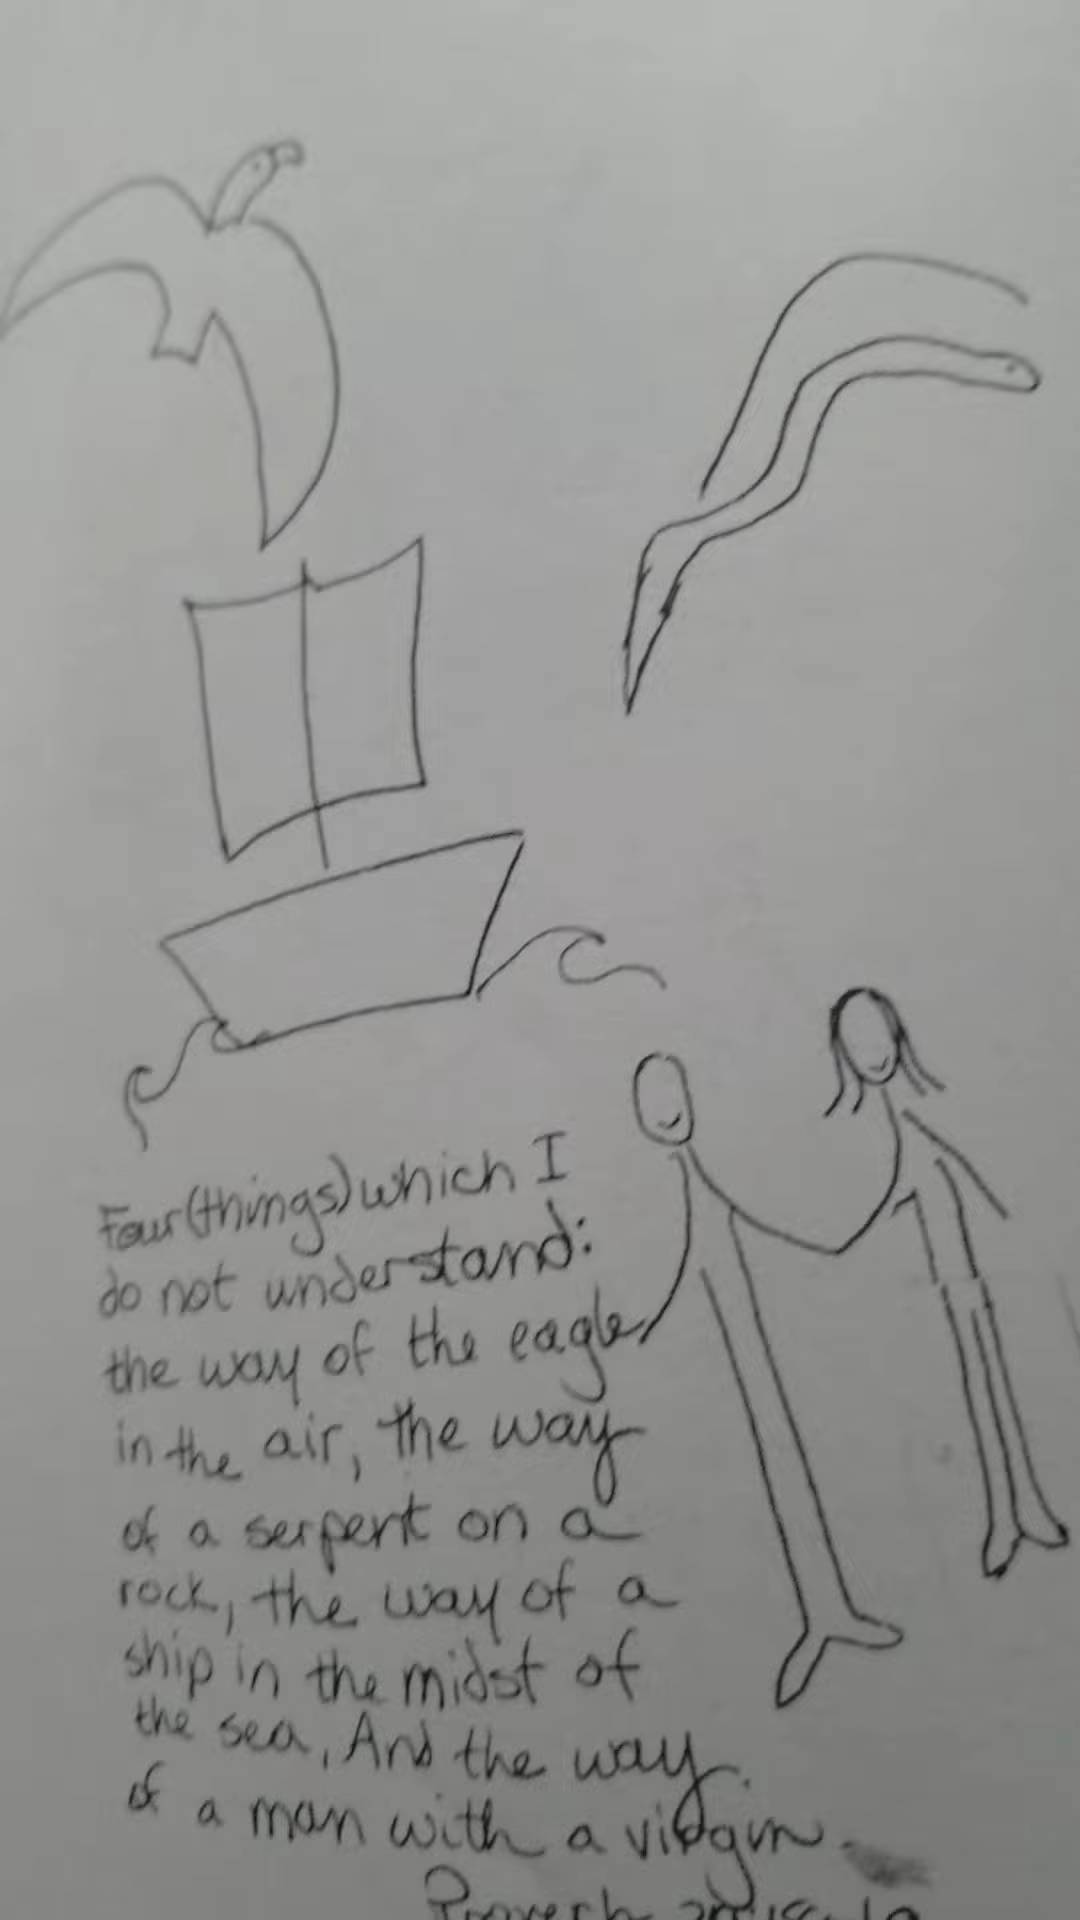 Four(things)which I
do not understand:
the way of the eagle
in the air, the way
of a serpent on a
rock, the way of a
ship in the midst of
the sea, And the way
of a man with a virgin
Proverb